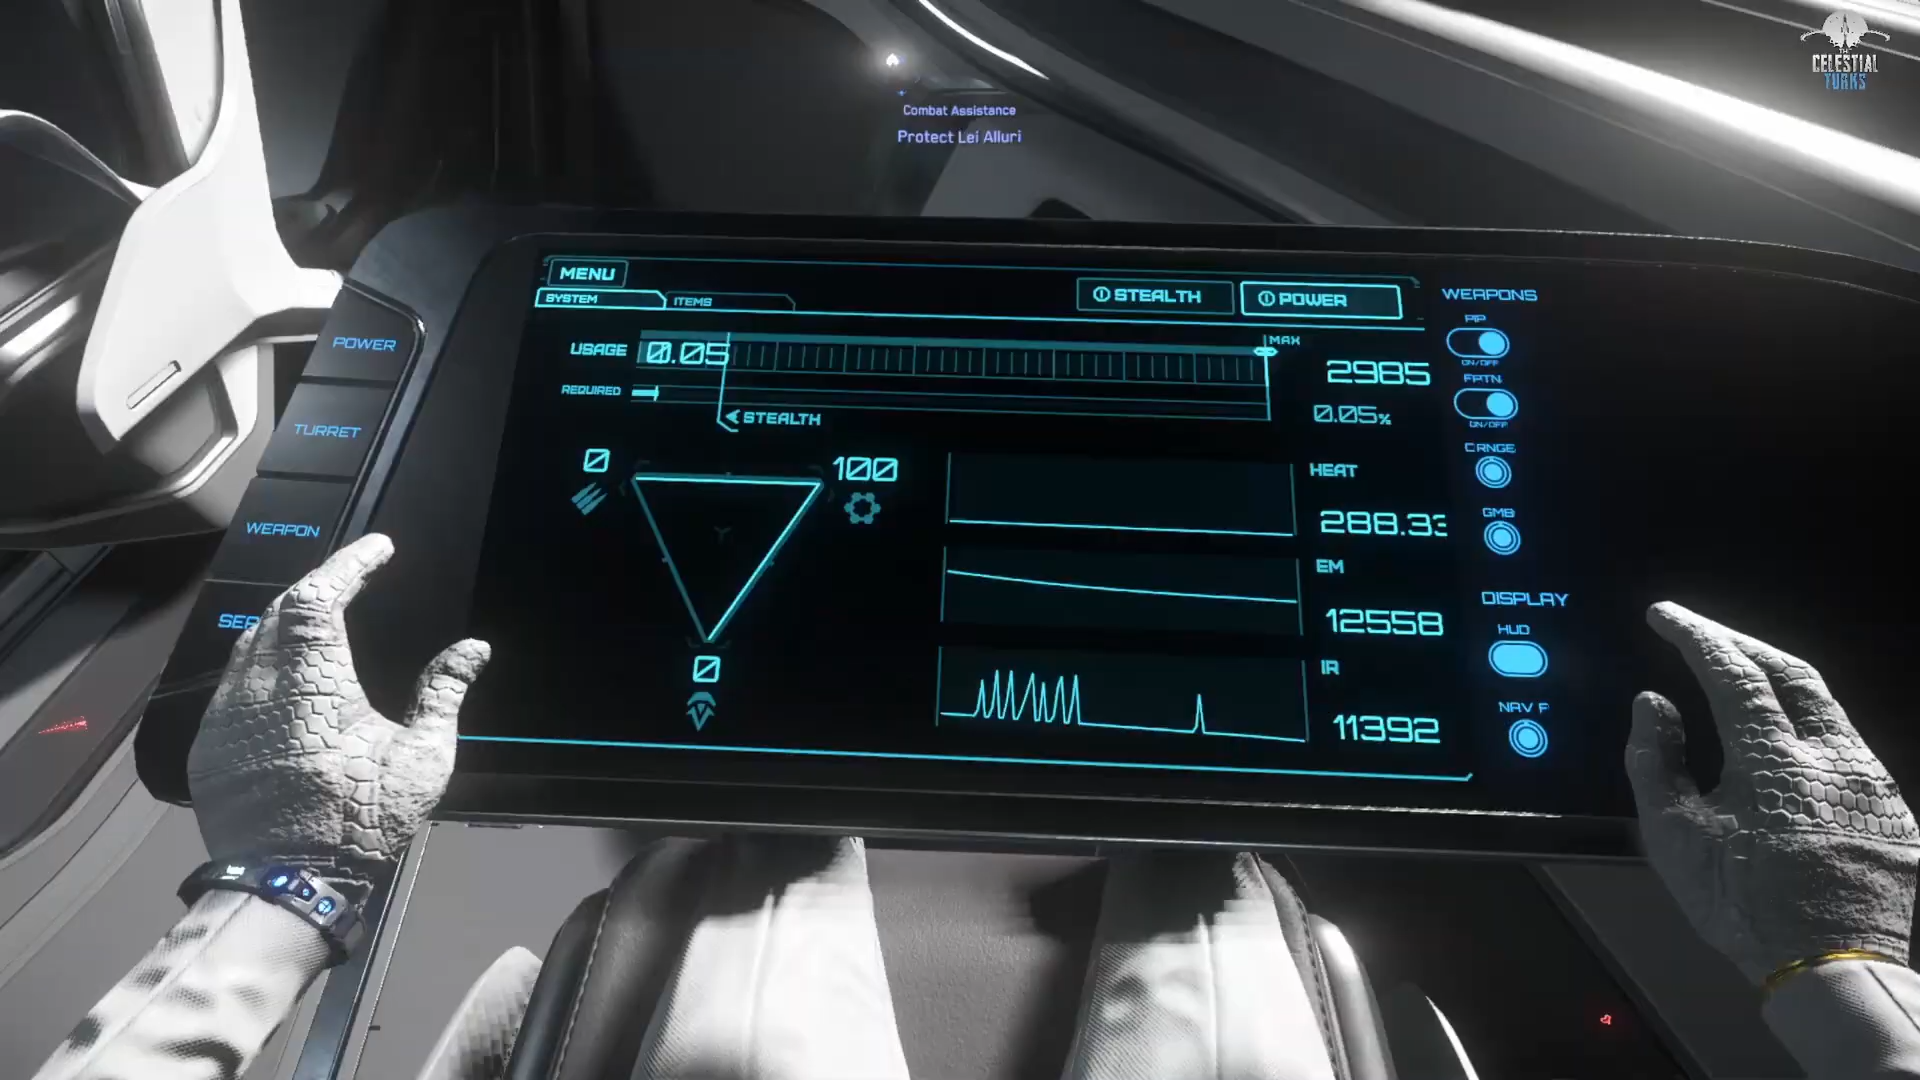 THE
CELESTIAL
TURKS
Combat Assistance
Protect Lei Alluri
MENU
SYSTEM
ITEMS
STEALTH
POWER
USAGE
0.05
MAX
2985
REQUIRED
0.05%
STEALTH
0
100
0
HEAT
288.33
EM
12558
IR
11392
POWER
TURRET
WEAPON
WEAPONS
PIP
ON/OFF
FPTN
ON/OFF
CRNGE
GMB
DISPLAY
HUD
NAV